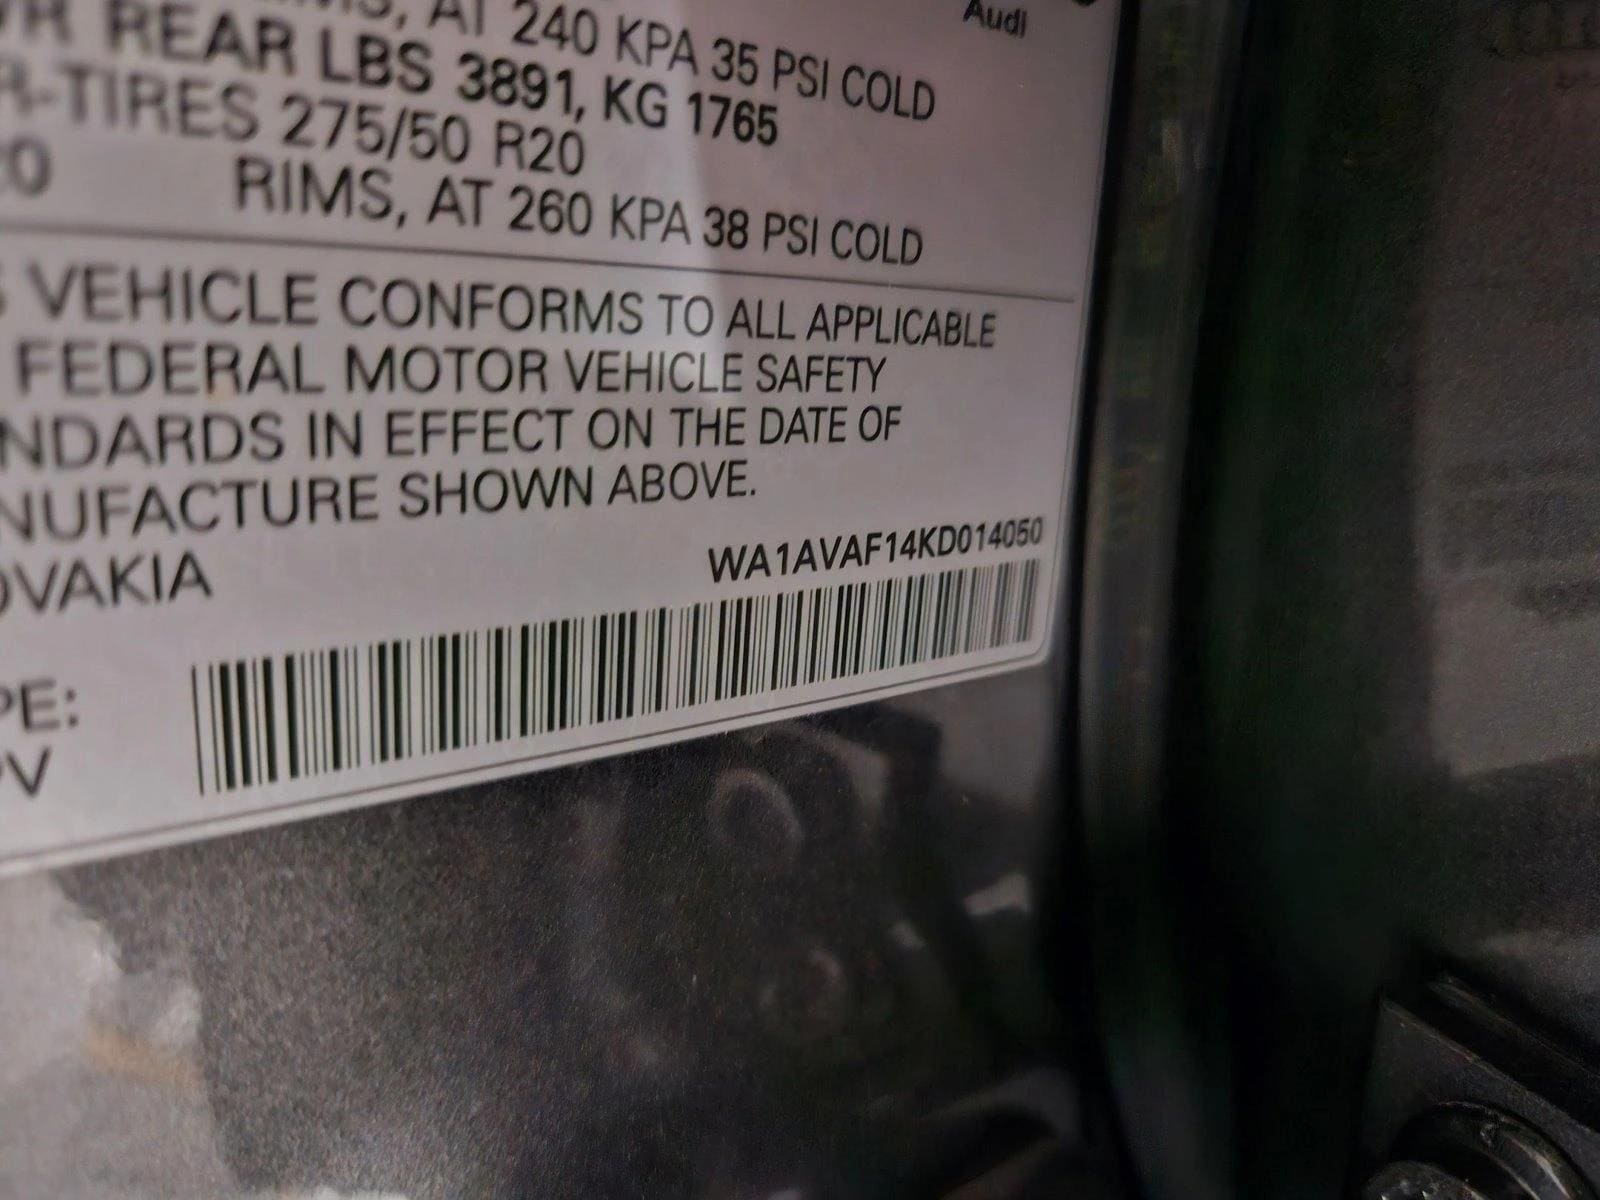 Audi
RIMS, AT 240 KPA 35 PSI COLD
REAR LBS 3891, KG 1765
R-TIRES 275/50 R20
RIMS, AT 260 KPA 38 PSI COLD
VEHICLE CONFORMS TO ALL APPLICABLE
FEDERAL MOTOR VEHICLE SAFETY
NDARDS IN EFFECT ON THE DATE OF
NUFACTURE SHOWN ABOVE.
OVAKIA
WA1AVAF14KD014050
PE:
PV